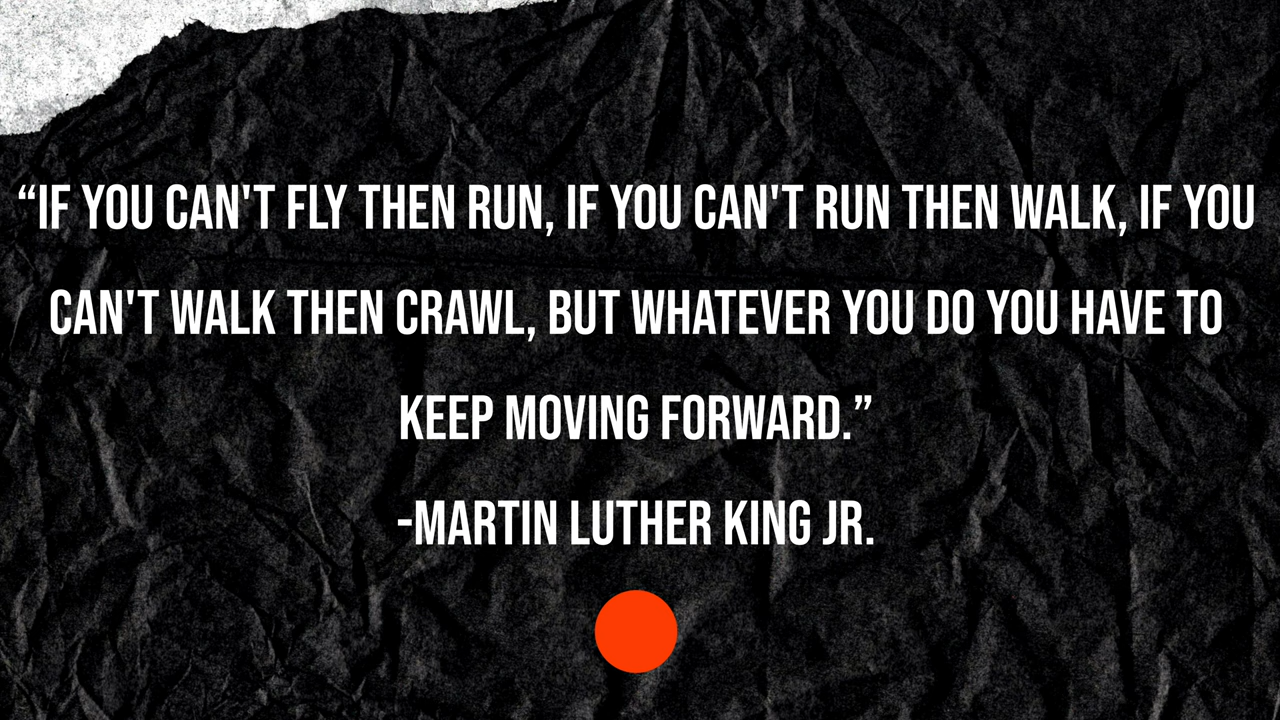 “IF YOU CAN'T FLY THEN RUN, IF YOU CAN'T RUN THEN WALK, IF YOU
CAN'T WALK THEN CRAWL, BUT WHATEVER YOU DO YOU HAVE TO
KEEP MOVING FORWARD.”
-MARTIN LUTHER KING JR.